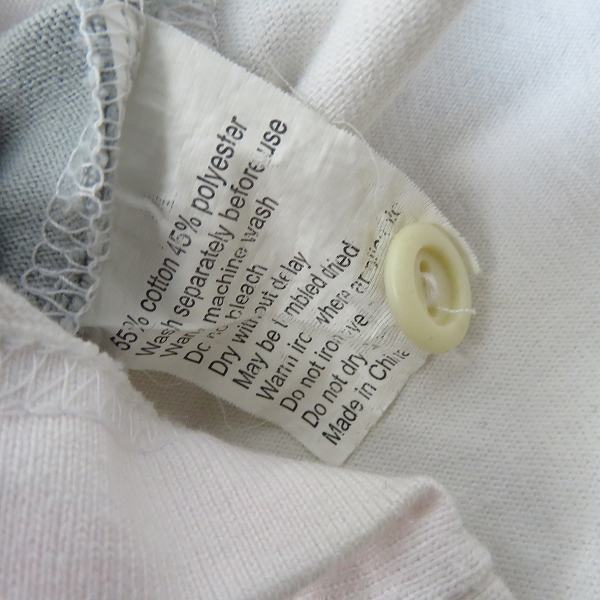 55% cotton 45% polyester
Wash separately before use
Warm machine wash
Do not bleach
Dry without delay
May be tumbled dried
Warm iron where
Do not iron
Do not dry
Made in China